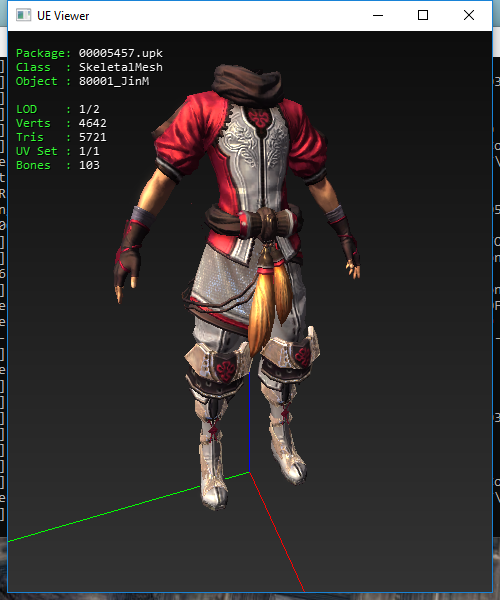 UE Viewer
Package: 00005457.upk
Class : SkeletalMesh
Object : 80001_JinM
LOD : 1/2
Verts : 4642
Tris : 5721
UV Set : 1/1
Bones : 103